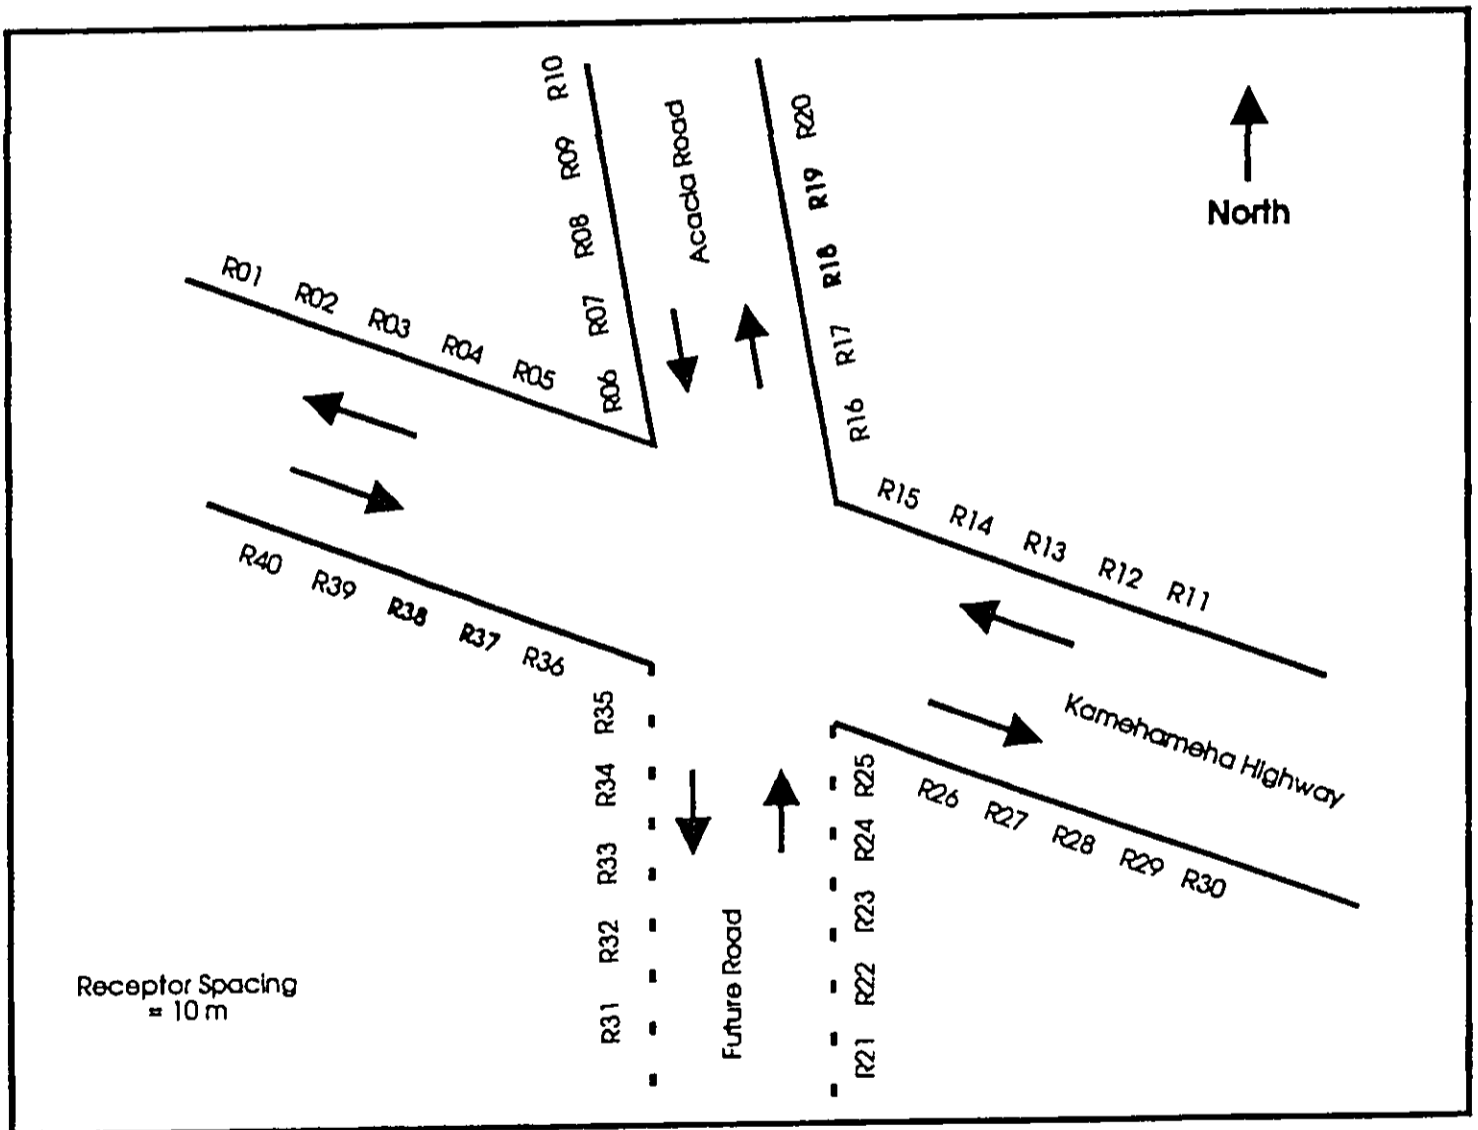 R10
R09
R08
R07
R06
Acacia Road
R20
R19
R18
R17
R16
North
R01
R02
R03
R04
R05
R15
R14
R13
R12
R11
R40
R39
R38
R37
R36
Kamehameha Highway
R35
R34
R33
R32
R31
Future Road
R25
R24
R23
R22
R21
R26
R27
R28
R29
R30
Receptor Spacing
= 10 m